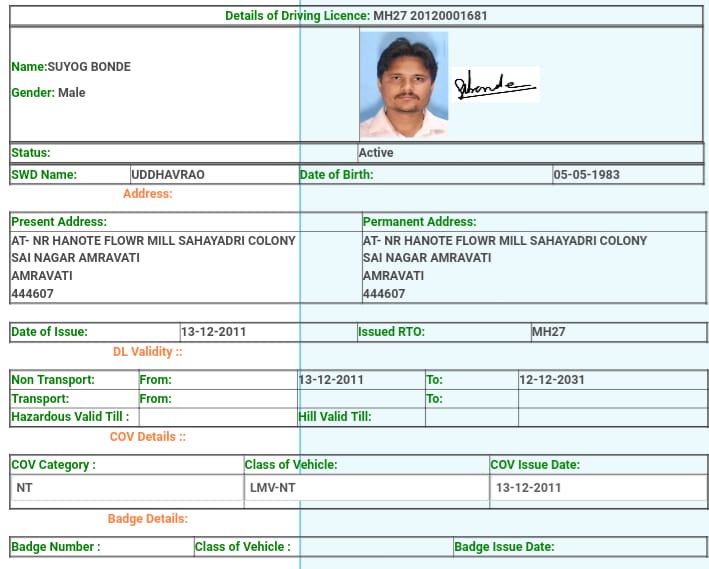 Details of Driving Licence: MH27 20120001681
Name:SUYOG BONDE
Gender: Male
Sbonde
Status: Active
SWD Name: UDDHAVRAO Date of Birth: 05-05-1983
Address:
Present Address: Permanent Address:
AT- NR HANOTE FLOWR MILL SAHAYADRI COLONY AT- NR HANOTE FLOWR MILL SAHAYADRI COLONY
SAI NAGAR AMRAVATI SAI NAGAR AMRAVATI
AMRAVATI AMRAVATI
444607 444607
Date of Issue: 13-12-2011 Issued RTO: MH27
DL Validity ::
Non Transport: From: 13-12-2011 To: 12-12-2031
Transport: From: To:
Hazardous Valid Till : Hill Valid Till:
COV Details ::
COV Category : Class of Vehicle: COV Issue Date:
NT LMV-NT 13-12-2011
Badge Details:
Badge Number : Class of Vehicle : Badge Issue Date: